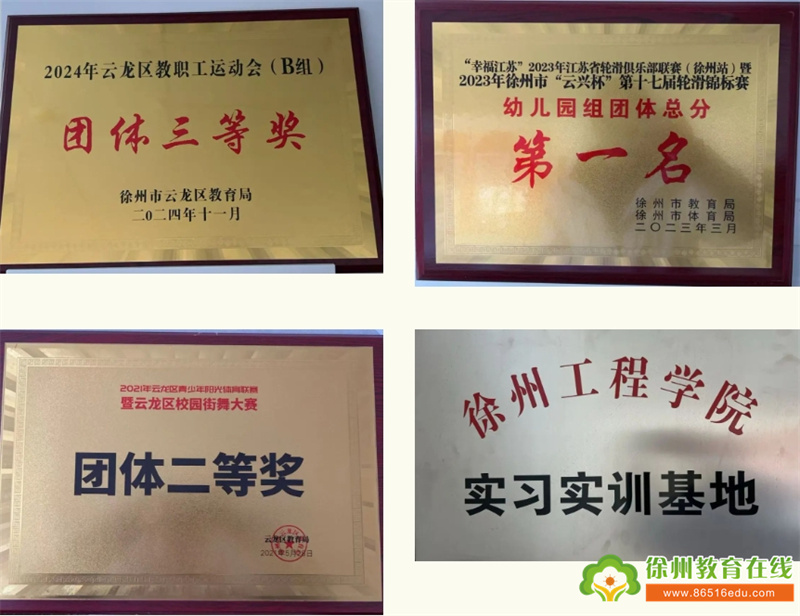 2024年云龙区教职工运动会（B组）
团体三等奖
徐州市云龙区教育局
二〇二四年十一月
“幸福江苏”2023年江苏省轮滑俱乐部联赛（徐州站）暨
2023年徐州市“云兴杯”第十七届轮滑锦标赛
幼儿园组团体总分
第一名
徐州市教育局
徐州市体育局
二〇二三年三月
2021年云龙区青少年阳光体育联赛
暨云龙区校园街舞大赛
团体二等奖
云龙区教育局
徐州工程学院
实习实训基地
徐州教育在线
www.86516edu.com